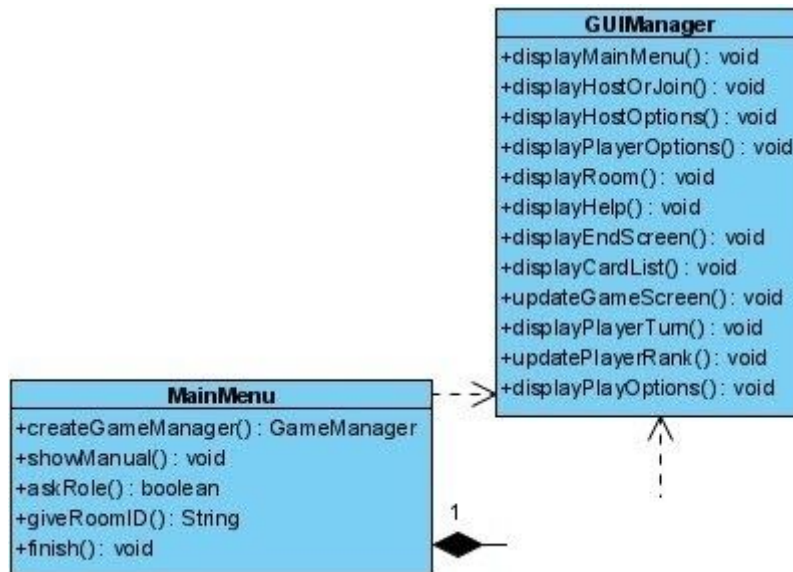 GUIManager
+displayMainMenu() : void
+displayHostOrJoin() : void
+displayHostOptions() : void
+displayPlayerOptions() : void
+displayRoom() : void
+displayHelp() : void
+displayEndScreen() : void
+displayCardList() : void
+updateGameScreen() : void
+displayPlayerTurn() : void
+updatePlayerRank() : void
+displayPlayOptions() : void
MainMenu
+createGameManager() : GameManager
+showManual() : void
+askRole() : boolean
+giveRoomID() : String
+finish() : void
1